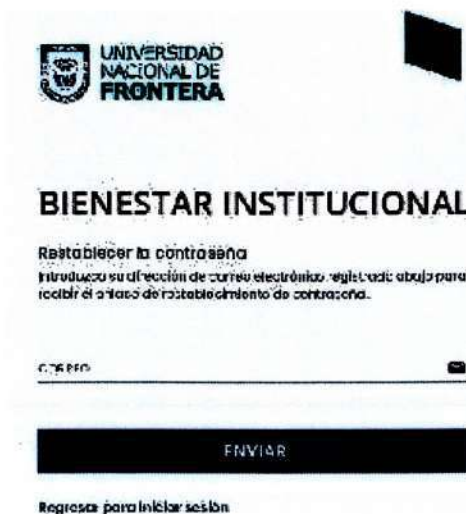 UNIVERSIDAD
NACIONAL DE
FRONTERA
BIENESTAR INSTITUCIONAL
Restablecer la contraseña
Introduzca su dirección de correo electrónico registrado abajo para
recibir el enlace de restablecimiento de contraseña.
CORREO
ENVIAR
Regresar para iniciar sesión